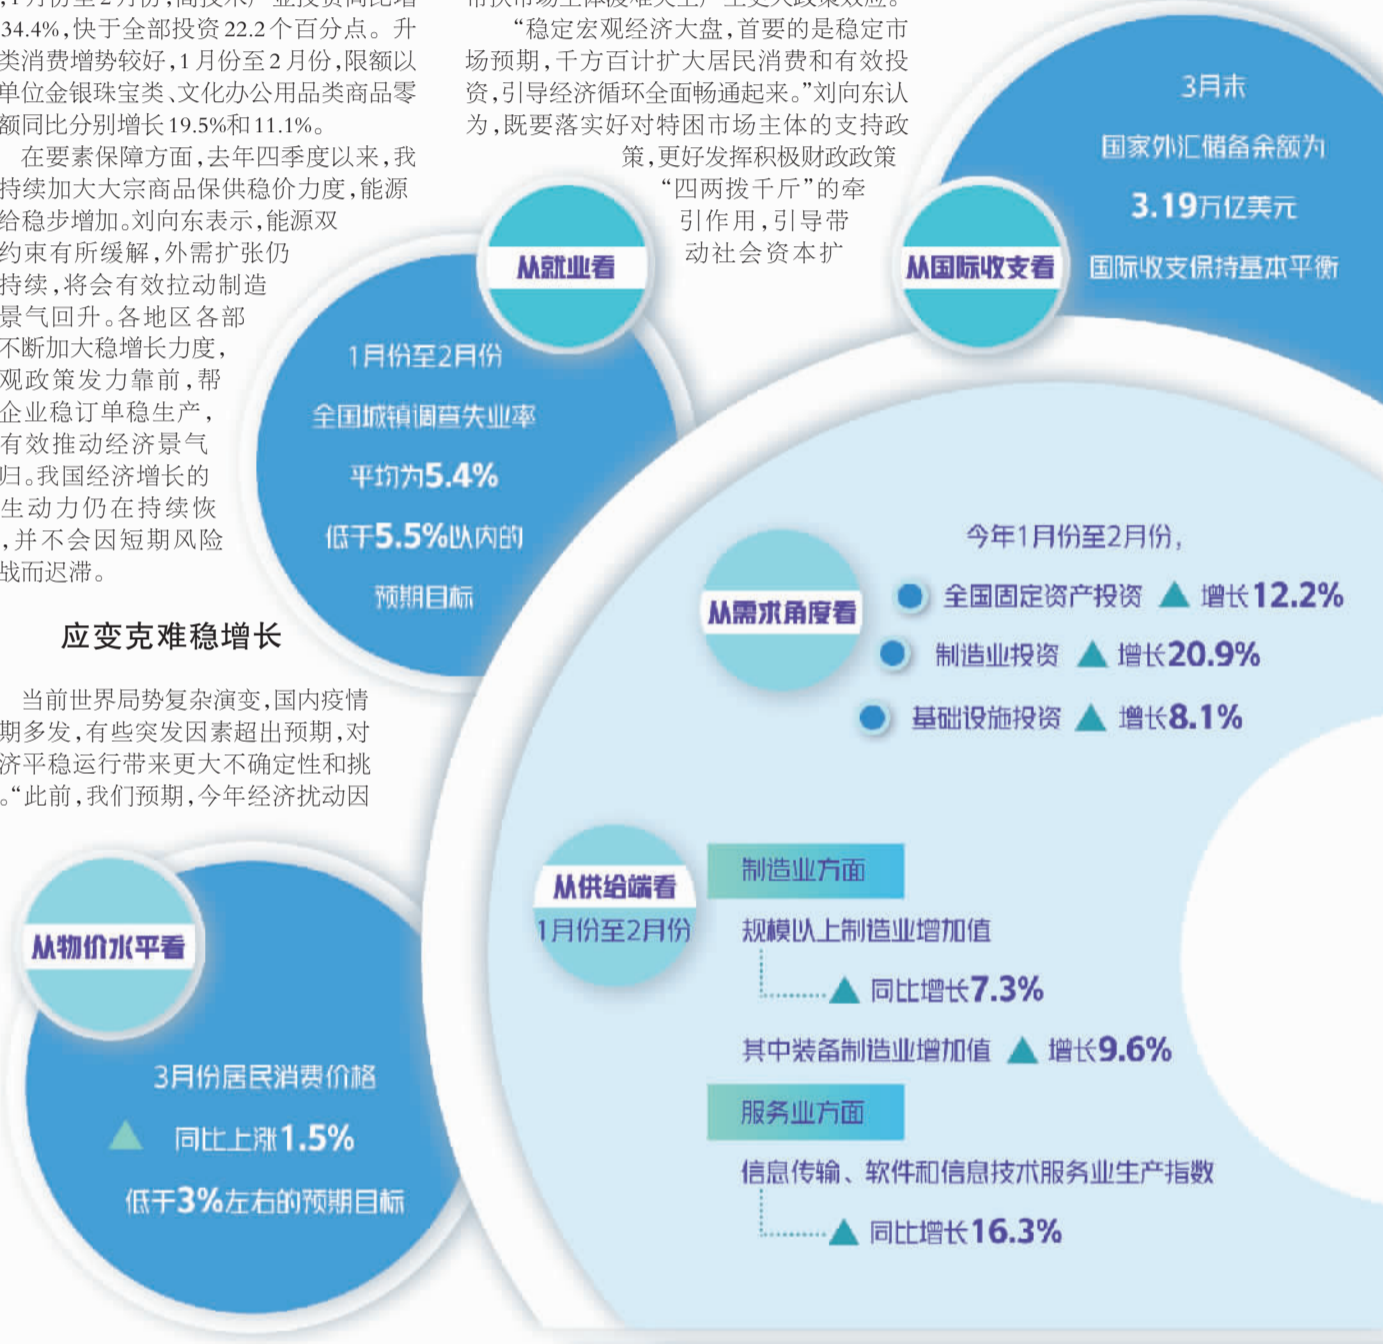 ,1月份至2月份,高技术产业投资同比增
34.4%,快于全部投资22.2个百分点。升
类消费增势较好,1月份至2月份,限额以
单位金银珠宝类、文化办公用品类商品零
额同比分别增长19.5%和11.1%。
在要素保障方面,去年四季度以来,我
持续加大大宗商品保供稳价力度,能源
给稳步增加。刘向东表示,能源双
约束有所缓解,外需扩张仍
持续,将会有效拉动制造
景气回升。各地区各部
不断加大稳增长力度,
观政策发力靠前,帮
企业稳订单稳生产,
有效推动经济景气
归。我国经济增长的
生动力仍在持续恢
,并不会因短期风险
战而迟滞。
应变克难稳增长
当前世界局势复杂演变,国内疫情
期多发,有些突发因素超出预期,对
济平稳运行带来更大不确定性和挑
。“此前,我们预期,今年经济扰动因
“稳定宏观经济大盘,首要的是稳定市
场预期,千方百计扩大居民消费和有效投
资,引导经济循环全面畅通起来。”刘向东认
为,既要落实好对特困市场主体的支持政
策,更好发挥积极财政政策
“四两拨千斤”的牵
引作用,引导带
动社会资本扩
从就业看
1月份至2月份
全国城镇调查失业率
平均为5.4%
低于5.5%以内的
预期目标
从国际收支看
3月末
国家外汇储备余额为
3.19万亿美元
国际收支保持基本平衡
从需求角度看
今年1月份至2月份,
全国固定资产投资 ▲ 增长12.2%
制造业投资 ▲ 增长20.9%
基础设施投资 ▲ 增长8.1%
从供给端看
1月份至2月份
制造业方面
规模以上制造业增加值
▲ 同比增长7.3%
其中装备制造业增加值 ▲ 增长9.6%
服务业方面
信息传输、软件和信息技术服务业生产指数
▲ 同比增长16.3%
从物价水平看
3月份居民消费价格
▲ 同比上涨1.5%
低于3%左右的预期目标